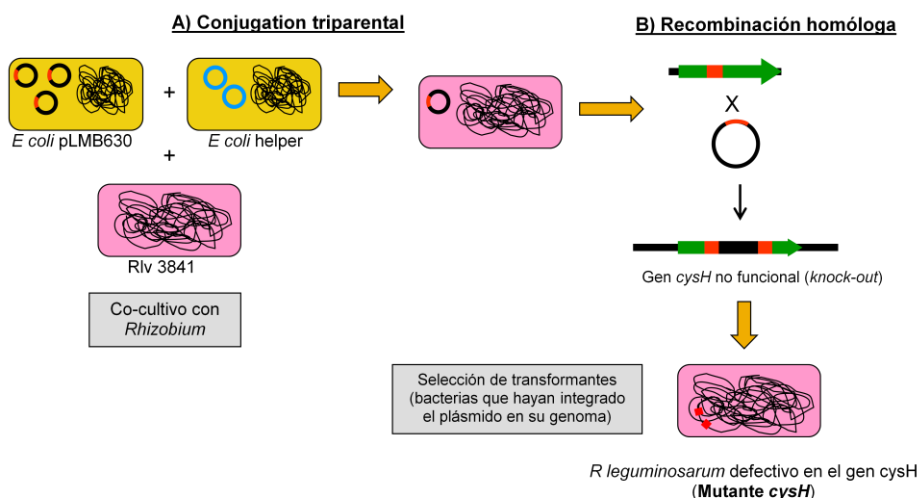 A) Conjugation triparental
B) Recombinación homóloga
+
E coli pLMB630
E coli helper
+
Rlv 3841
Co-cultivo con
Rhizobium
X
Gen cysH no funcional (knock-out)
Selección de transformantes
(bacterias que hayan integrado
el plásmido en su genoma)
R leguminosarum defectivo en el gen cysH
(Mutante cysH)